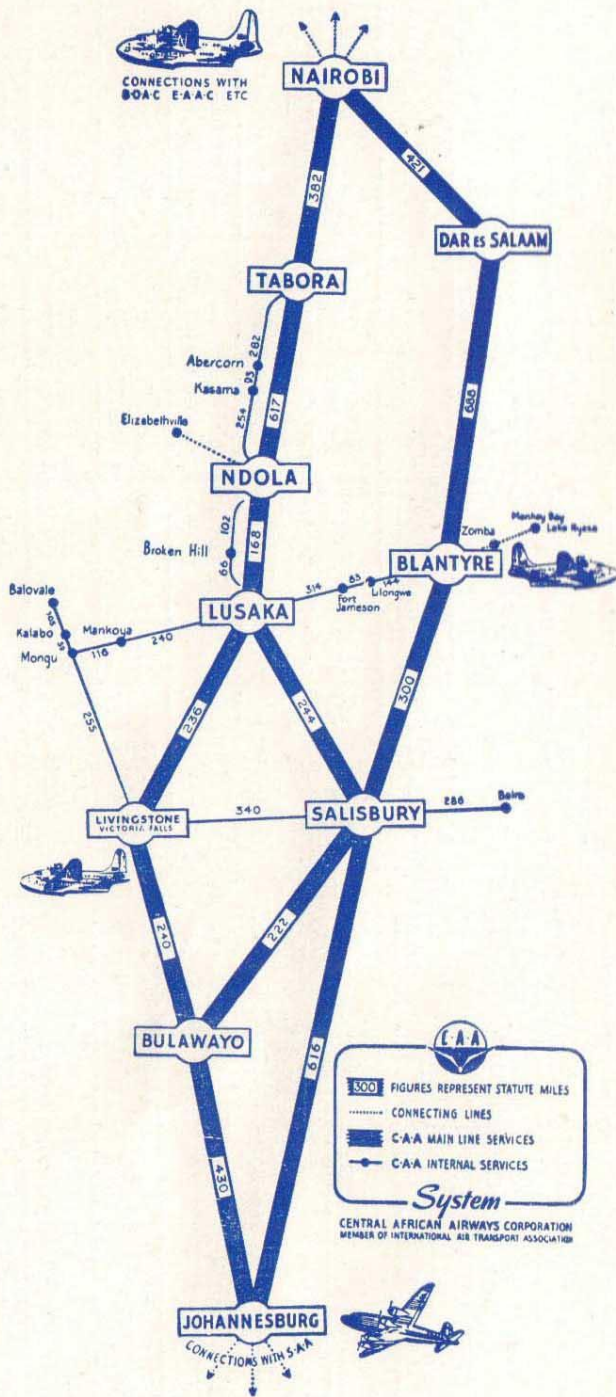 CONNECTIONS WITH
B·O·A·C E·A·A·C ETC
NAIROBI
421
382
DAR ES SALAAM
TABORA
282
Abercorn
93
Kasama
254
617
688
Elizabethville
NDOLA
102
Broken Hill
66
168
Monkey Bay
Lake Nyasa
Zomba
BLANTYRE
144
Lilongwe
83
Fort
Jameson
314
LUSAKA
Balovale
105
Kalabo
39
Mongu
116
Mankoya
240
255
236
244
300
LIVINGSTONE
VICTORIA FALLS
340
SALISBURY
286
Beira
240
222
BULAWAYO
616
430
C·A·A
300 FIGURES REPRESENT STATUTE MILES
CONNECTING LINES
C·A·A MAIN LINE SERVICES
C·A·A INTERNAL SERVICES
System
CENTRAL AFRICAN AIRWAYS CORPORATION
MEMBER OF INTERNATIONAL AIR TRANSPORT ASSOCIATION
JOHANNESBURG
CONNECTIONS WITH S·A·A